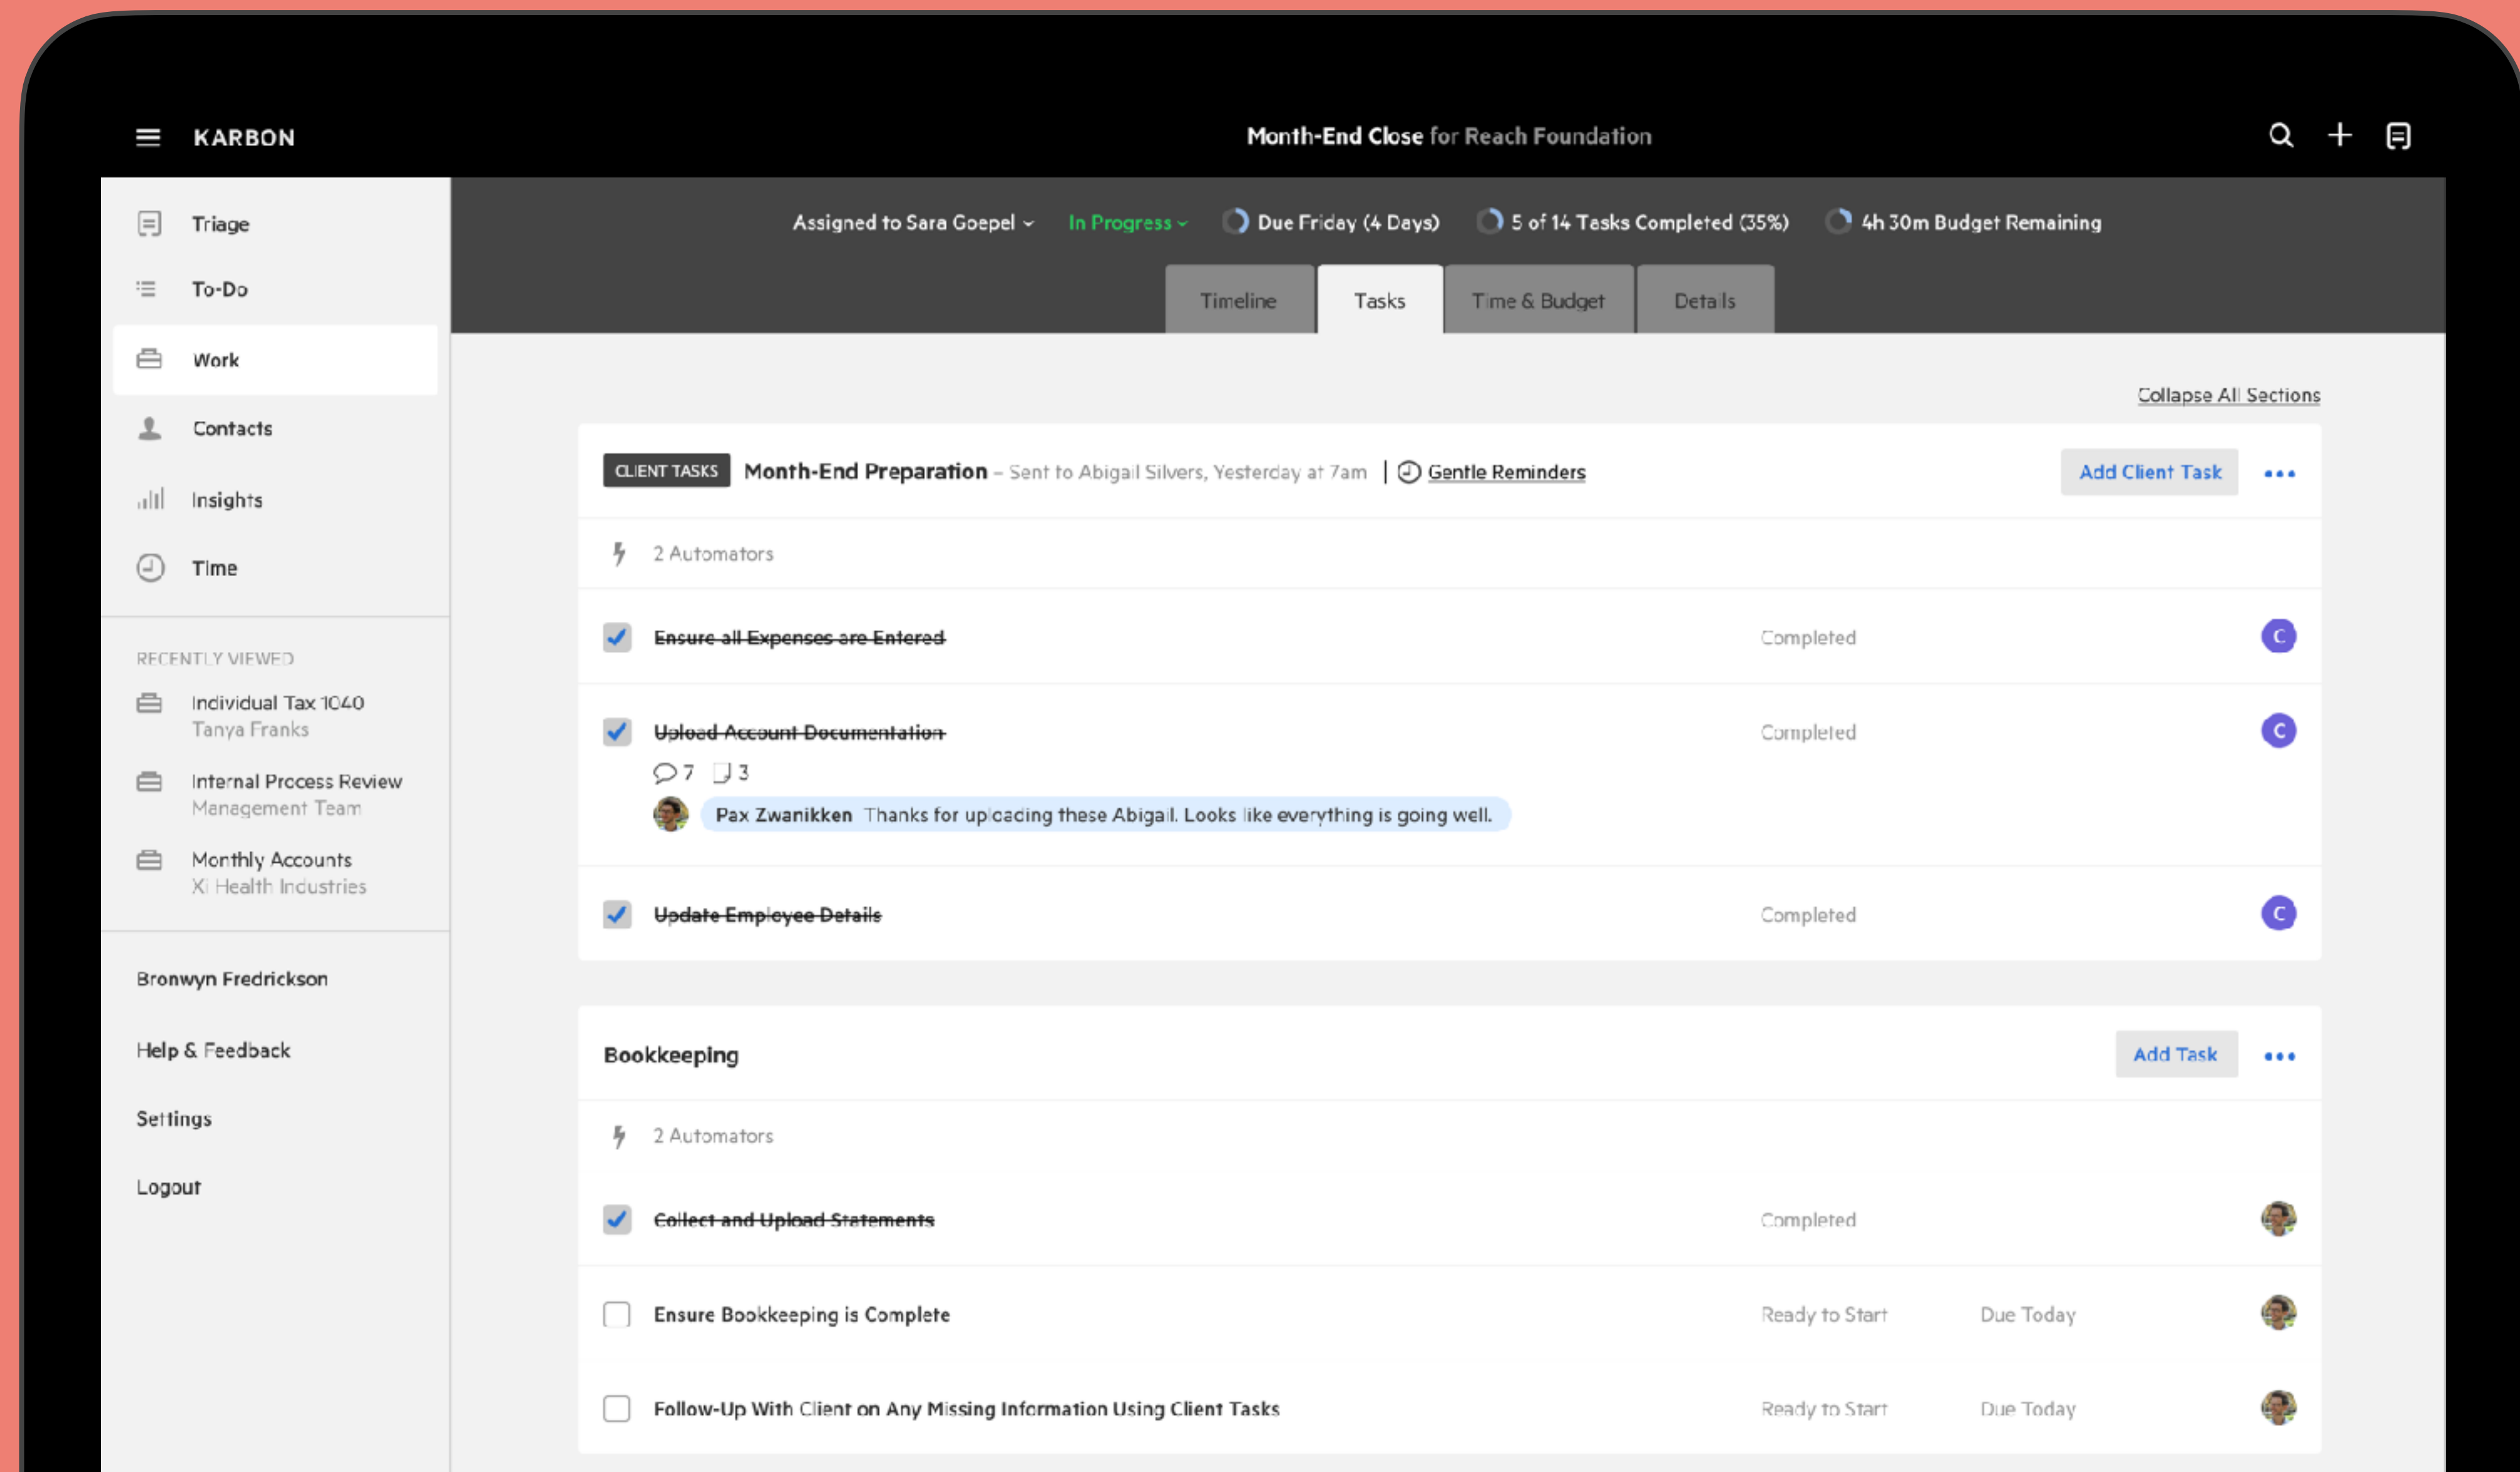 KARBON
Month-End Close for Reach Foundation
Triage
To-Do
Work
Contacts
Insights
Time
RECENTLY VIEWED
Individual Tax 1040
Tanya Franks
Internal Process Review
Management Team
Monthly Accounts
Xi Health Industries
Bronwyn Fredrickson
Help & Feedback
Settings
Logout
Assigned to Sara Goepel
In Progress
Due Friday (4 Days)
5 of 14 Tasks Completed (35%)
4h 30m Budget Remaining
Timeline
Tasks
Time & Budget
Details
Collapse All Sections
CLIENT TASKS Month-End Preparation – Sent to Abigail Silvers, Yesterday at 7am | Gentle Reminders
Add Client Task
2 Automators
Ensure all Expenses are Entered Completed C
Upload Account Documentation Completed C
7 3
Pax Zwanikken Thanks for uploading these Abigail. Looks like everything is going well.
Update Employee Details Completed C
Bookkeeping Add Task
2 Automators
Collect and Upload Statements Completed
Ensure Bookkeeping is Complete Ready to Start Due Today
Follow-Up With Client on Any Missing Information Using Client Tasks Ready to Start Due Today